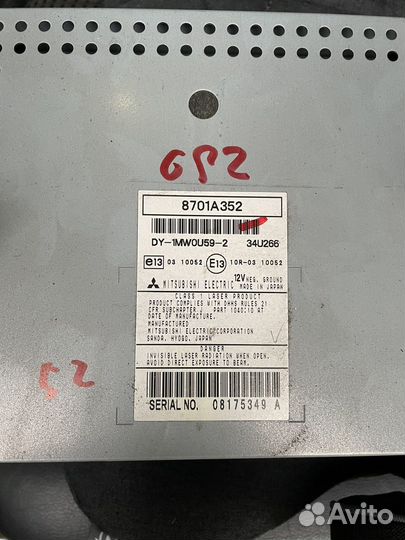 GPS
8701A352
DY-1MW0U59-2 34U266
e13 03 10052 E13 10R-03 10052
MITSUBISHI ELECTRIC 12V NEG. GROUND
MADE IN JAPAN
CLASS 1 LASER PRODUCT
PRODUCT COMPLIES WITH DHHS RULES 21
CFR SUBCHAPTER J PART 1040.10 AT
DATE OF MANUFACTURE.
MANUFACTURED
MITSUBISHI ELECTRIC CORPORATION
SANDA, HYOGO, JAPAN
DANGER
INVISIBLE LASER RADIATION WHEN OPEN.
AVOID DIRECT EXPOSURE TO BEAM.
SERIAL NO. 08175349 A
Avito